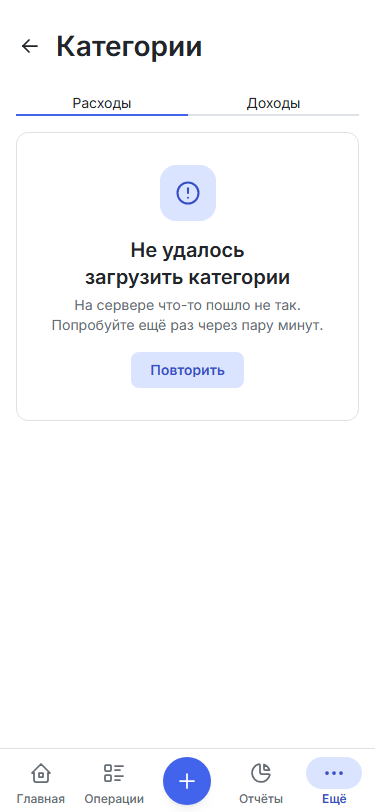 Категории
Расходы
Доходы
Не удалось
загрузить категории
На сервере что-то пошло не так.
Попробуйте ещё раз через пару минут.
Повторить
Главная
Операции
Отчёты
Ещё